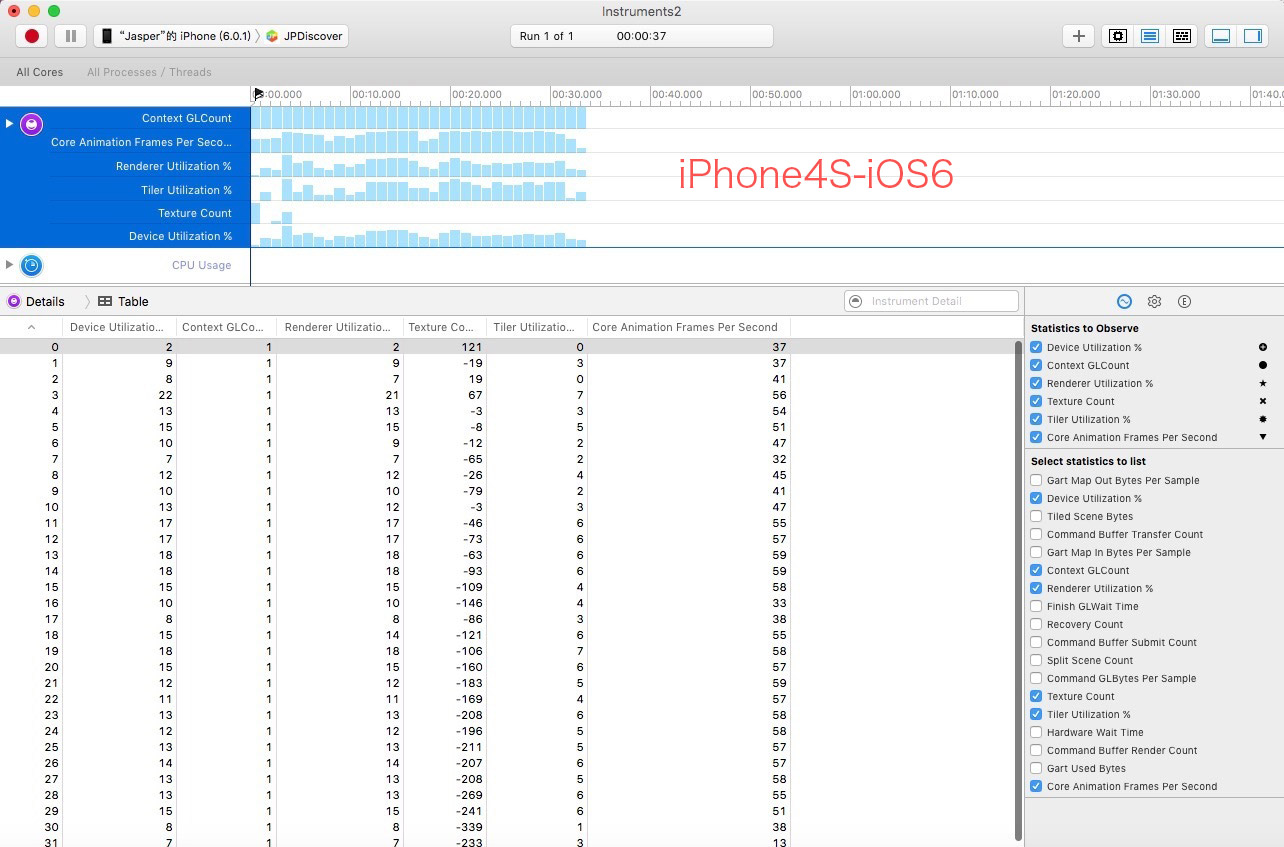 Instruments2
“Jasper”的 iPhone (6.0.1) 〉 JPDiscover
Run 1 of 1 00:00:37
All Cores All Processes / Threads
00:10.000 00:20.000 00:30.000 00:40.000 00:50.000 01:00.000 01:10.000 01:20.000 01:30.000
Context GLCount
Core Animation Frames Per Seco...
Renderer Utilization %
Tiler Utilization %
Texture Count
Device Utilization %
iPhone4S-iOS6
CPU Usage
Details 〉 Table
Instrument Detail
E
Device Utilizatio... Context GLCo... Renderer Utilizatio... Texture Co... Tiler Utilizatio... Core Animation Frames Per Second
0 2 1 2 121 0 37
1 9 1 9 -19 3 37
2 8 1 7 19 0 41
3 22 1 21 67 7 56
4 13 1 13 -3 3 54
5 15 1 15 -8 5 51
6 10 1 9 -12 2 47
7 7 1 7 -65 2 32
8 12 1 12 -26 4 45
9 10 1 10 -79 2 41
10 13 1 12 -3 3 47
11 17 1 17 -46 6 55
12 17 1 17 -73 6 57
13 18 1 18 -63 6 59
14 18 1 18 -93 6 59
15 15 1 15 -109 4 58
16 10 1 10 -146 4 33
17 8 1 8 -86 3 38
18 15 1 14 -121 6 55
19 18 1 18 -106 7 58
20 15 1 15 -160 6 57
21 12 1 12 -183 5 59
22 11 1 11 -169 4 57
23 13 1 13 -208 6 58
24 12 1 12 -196 5 58
25 13 1 13 -211 5 57
26 14 1 14 -207 6 57
27 13 1 13 -208 5 58
28 13 1 13 -269 6 55
29 15 1 15 -241 6 51
30 8 1 8 -339 1 38
31 7 1 7 -233 3 13
Statistics to Observe
Device Utilization %
Context GLCount
Renderer Utilization %
Texture Count
Tiler Utilization %
Core Animation Frames Per Second
Select statistics to list
Gart Map Out Bytes Per Sample
Device Utilization %
Tiled Scene Bytes
Command Buffer Transfer Count
Gart Map In Bytes Per Sample
Context GLCount
Renderer Utilization %
Finish GLWait Time
Recovery Count
Command Buffer Submit Count
Split Scene Count
Command GLBytes Per Sample
Texture Count
Tiler Utilization %
Hardware Wait Time
Command Buffer Render Count
Gart Used Bytes
Core Animation Frames Per Second